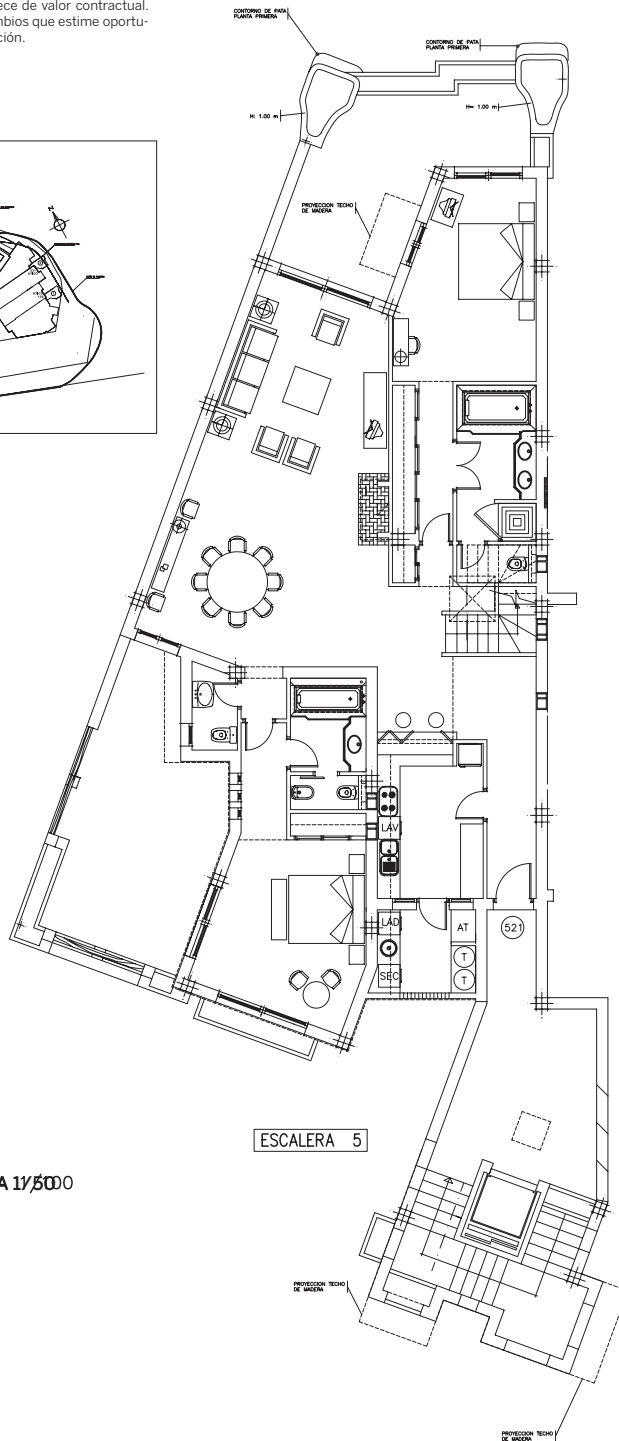 ece de valor contractual.
mbios que estime oportu-
ción.
CONTORNO DE PATA
PLANTA PRIMERA
CONTORNO DE PATA
PLANTA PRIMERA
H: 1.00 m
H= 1.00 m
PROYECCION TECHO
DE MADERA
LAV
LAD
SEC
AT
T
T
521
ESCALERA 5
PROYECCION TECHO
DE MADERA
PROYECCION TECHO
DE MADERA